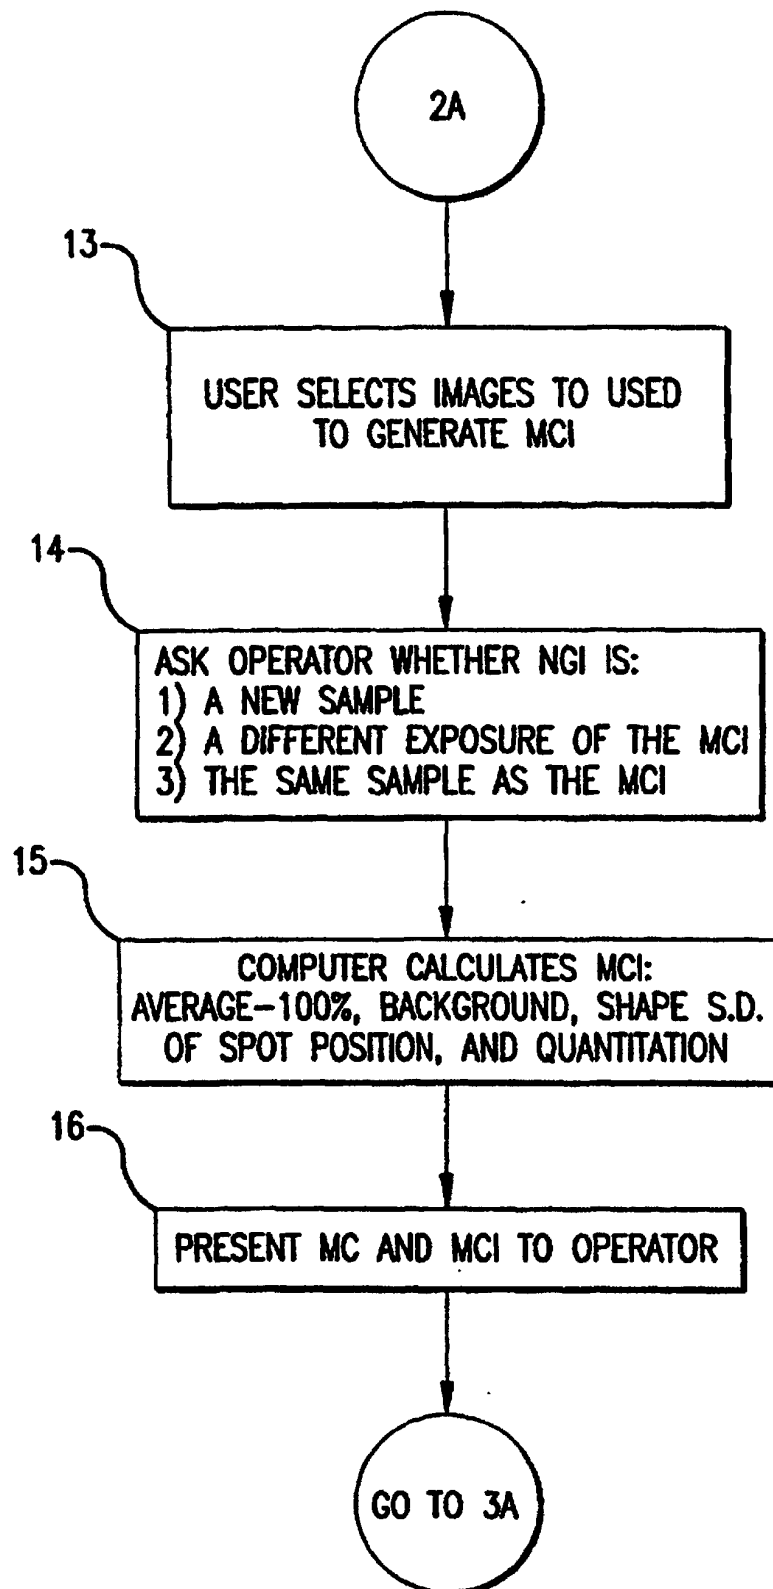 2A
13
USER SELECTS IMAGES TO USED
TO GENERATE MCI
14
ASK OPERATOR WHETHER NGI IS:
1) A NEW SAMPLE
2) A DIFFERENT EXPOSURE OF THE MCI
3) THE SAME SAMPLE AS THE MCI
15
COMPUTER CALCULATES MCI:
AVERAGE-100%, BACKGROUND, SHAPE S.D.
OF SPOT POSITION, AND QUANTITATION
16
PRESENT MC AND MCI TO OPERATOR
GO TO 3A